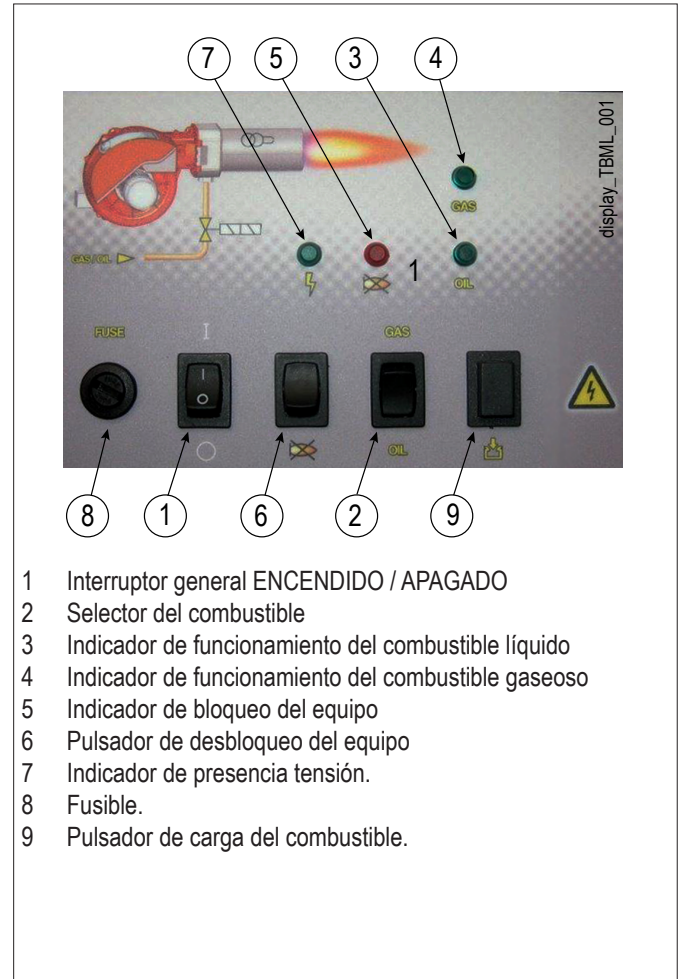 7 5 3 4
display_TBML_001
GAS
GAS/OIL
1
OIL
FUSE I GAS
I
O
OIL
8 1 6 2 9
1 Interruptor general ENCENDIDO / APAGADO
2 Selector del combustible
3 Indicador de funcionamiento del combustible líquido
4 Indicador de funcionamiento del combustible gaseoso
5 Indicador de bloqueo del equipo
6 Pulsador de desbloqueo del equipo
7 Indicador de presencia tensión.
8 Fusible.
9 Pulsador de carga del combustible.